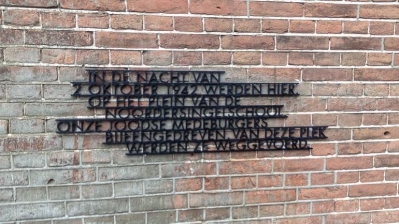 IN DE NACHT VAN
2 OKTOBER 1942 WERDEN HIER
OP HET PLEIN VAN DE
NOORDERSINGELSCHOOL
ONZE JOODSE MEDEBURGERS
BIJEENGEDREVEN VAN DEZE PLEK
WERDEN ZE WEGGEVOERD